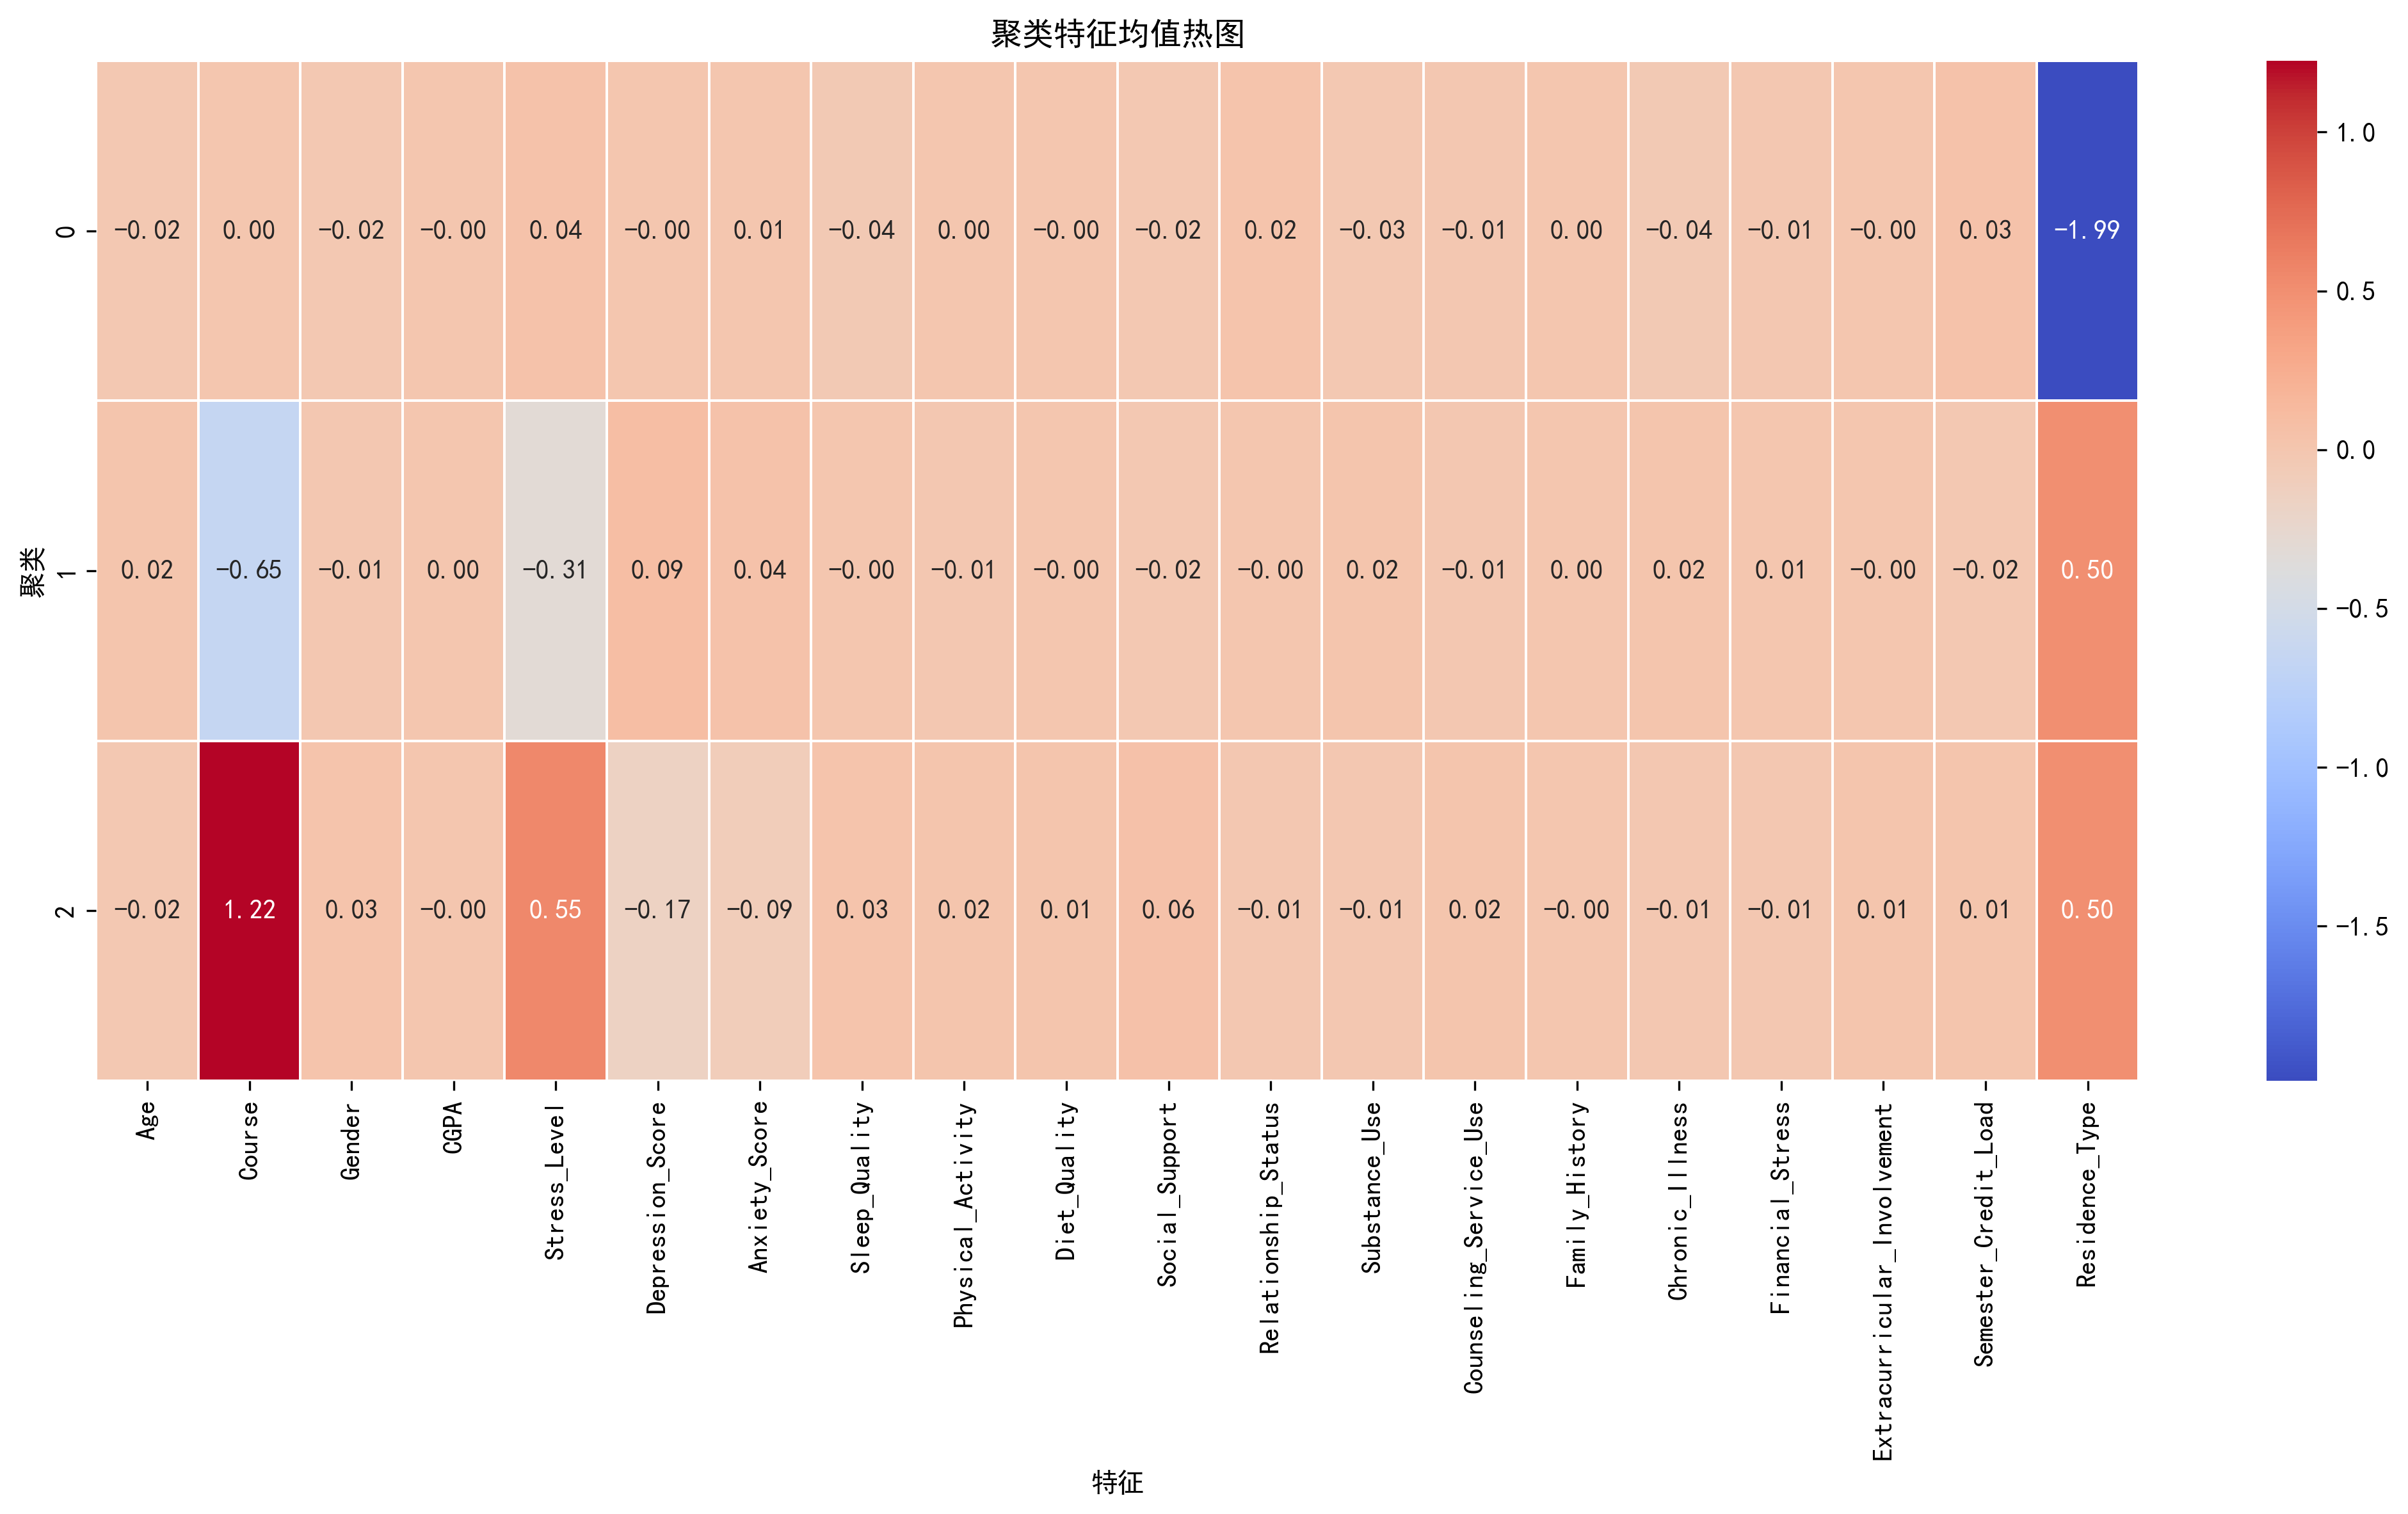 聚类特征均值热图
聚类
0 -0.02 0.00 -0.02 -0.00 0.04 -0.00 0.01 -0.04 0.00 -0.00 -0.02 0.02 -0.03 -0.01 0.00 -0.04 -0.01 -0.00 0.03 -1.99
1 0.02 -0.65 -0.01 0.00 -0.31 0.09 0.04 -0.00 -0.01 -0.00 -0.02 -0.00 0.02 -0.01 0.00 0.02 0.01 -0.00 -0.02 0.50
2 -0.02 1.22 0.03 -0.00 0.55 -0.17 -0.09 0.03 0.02 0.01 0.06 -0.01 -0.01 0.02 -0.00 -0.01 -0.01 0.01 0.01 0.50
Age
Course
Gender
CGPA
Stress_Level
Depression_Score
Anxiety_Score
Sleep_Quality
Physical_Activity
Diet_Quality
Social_Support
Relationship_Status
Substance_Use
Counseling_Service_Use
Family_History
Chronic_Illness
Financial_Stress
Extracurricular_Involvement
Semester_Credit_Load
Residence_Type
特征
1.0
0.5
0.0
-0.5
-1.0
-1.5